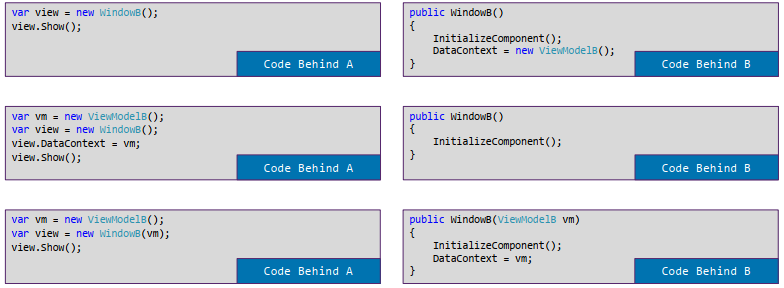 var view = new WindowB();
view.Show();
Code Behind A
public WindowB()
{
    InitializeComponent();
    DataContext = new ViewModelB();
}
Code Behind B
var vm = new ViewModelB();
var view = new WindowB();
view.DataContext = vm;
view.Show();
Code Behind A
public WindowB()
{
    InitializeComponent();
}
Code Behind B
var vm = new ViewModelB();
var view = new WindowB(vm);
view.Show();
Code Behind A
public WindowB(ViewModelB vm)
{
    InitializeComponent();
    DataContext = vm;
}
Code Behind B